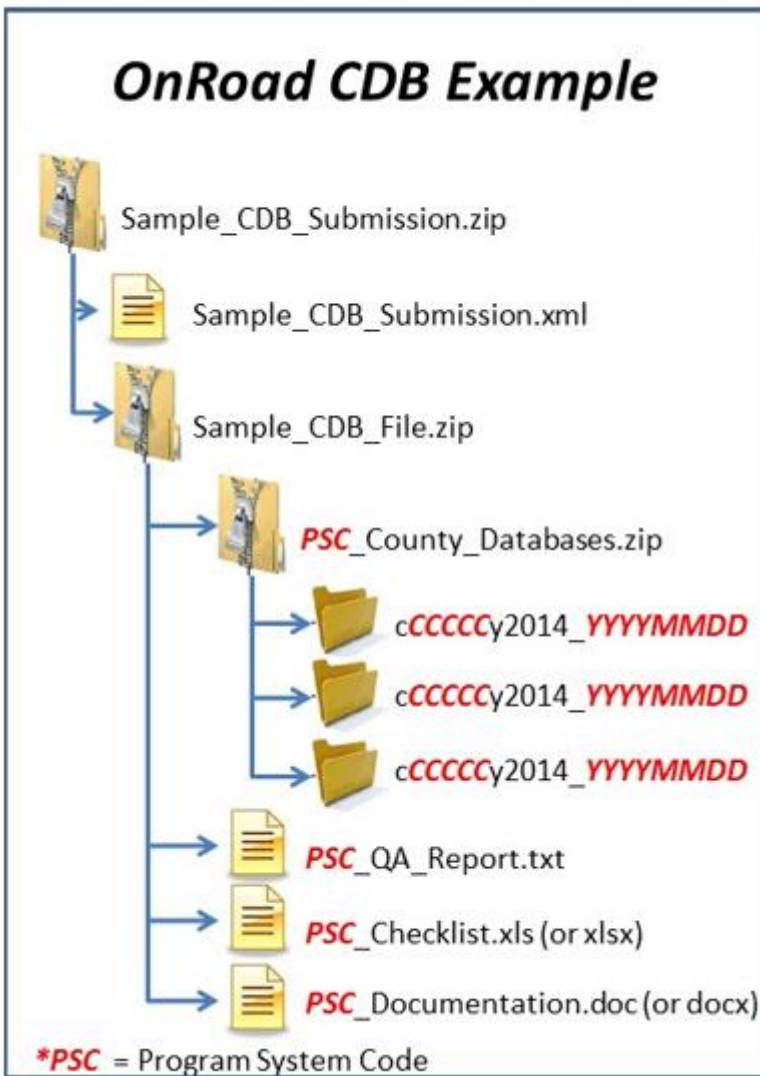 OnRoad CDB Example
Sample_CDB_Submission.zip
Sample_CDB_Submission.xml
Sample_CDB_File.zip
PSC_County_Databases.zip
cCCCCCy2014_YYYYMMDD
cCCCCCy2014_YYYYMMDD
cCCCCCy2014_YYYYMMDD
PSC_QA_Report.txt
PSC_Checklist.xls (or xlsx)
PSC_Documentation.doc (or docx)
*PSC = Program System Code